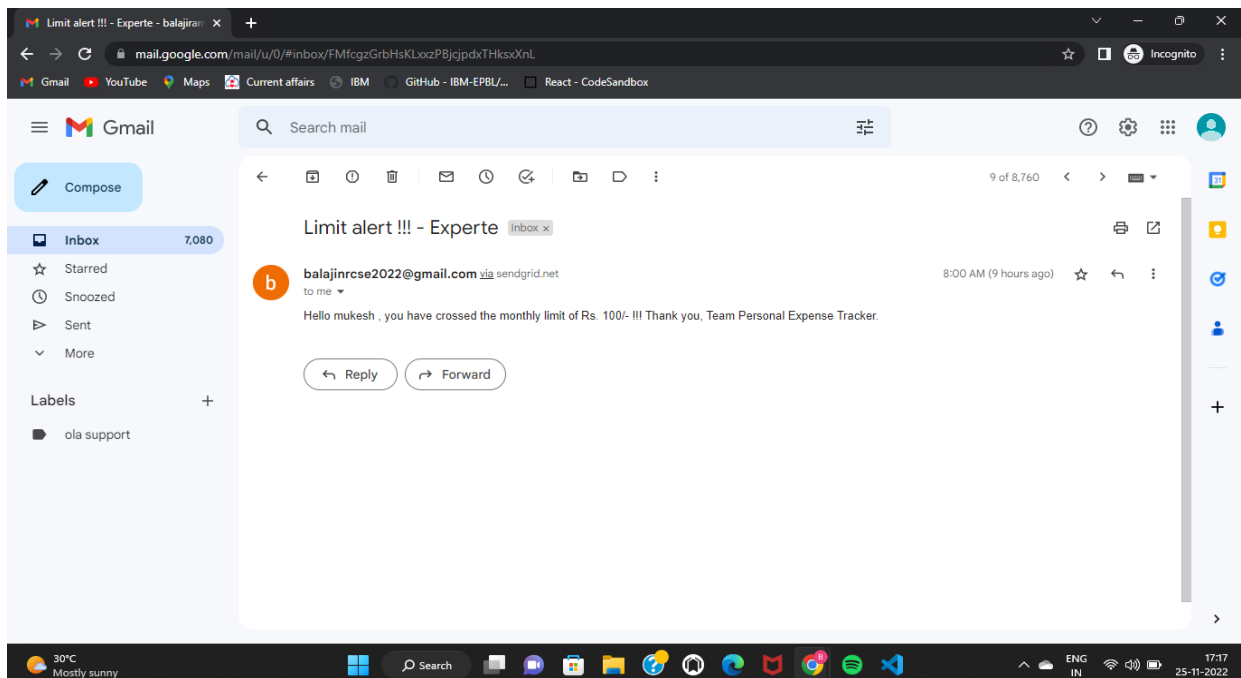 Limit alert !!! - Experte - balajiran
mail.google.com/mail/u/0/#inbox/FMfcgzGrbHsKLxxzPBjcjpdxTHksxXnL
Incognito
Gmail
YouTube
Maps
Current affairs
IBM
GitHub - IBM-EPBL/...
React - CodeSandbox
Gmail
Search mail
Compose
9 of 8,760
Inbox 7,080
Starred
Snoozed
Sent
More
Labels
ola support
Limit alert !!! - Experte Inbox ×
b
balajinrcse2022@gmail.com via sendgrid.net
8:00 AM (9 hours ago)
to me
Hello mukesh , you have crossed the monthly limit of Rs. 100/- !!! Thank you, Team Personal Expense Tracker.
Reply
Forward
31
30°C
Mostly sunny
Search
ENG
IN
17:17
25-11-2022